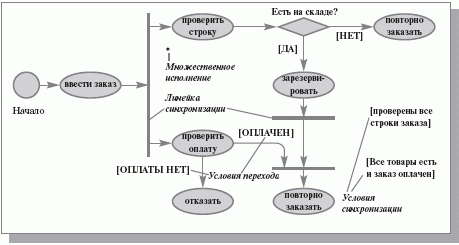 Есть на складе?
проверить
строку
повторно
заказать
[НЕТ]
[ДА]
*
Множественное
исполнение
ввести заказ
зарезерви-
ровать
Начало
Линейка
синхронизации
[проверены все
строки заказа]
проверить
оплату
[ОПЛАЧЕН]
[ОПЛАТЫ НЕТ]
Условия перехода
[Все товары есть
и заказ оплачен]
отказать
повторно
заказать
Условия
синхронизации